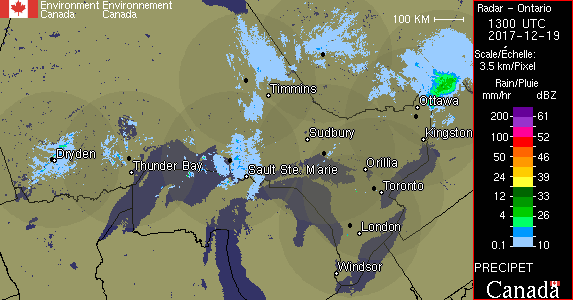 Environment Environnement
Canada Canada
100 KM
Timmins
Ottawa
Sudbury
Kingston
Dryden
Thunder Bay
Sault Ste. Marie
Orillia
Toronto
London
Windsor
Radar - Ontario
1300 UTC
2017-12-19
Scale/Échelle:
3.5 km/Pixel
Rain/Pluie
mm/hr dBZ
200 61
100 52
50 46
24 39
12 33
4 26
0.1 10
PRECIPET
Canada